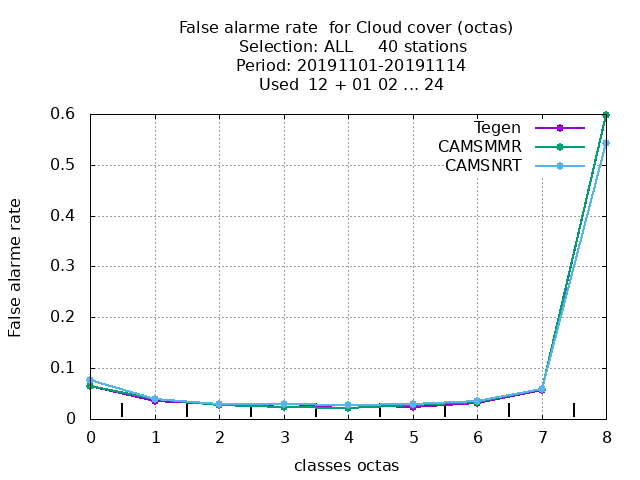 False alarme rate  for Cloud cover (octas)
Selection: ALL     40 stations
Period: 20191101-20191114
Used  12 + 01 02 ... 24
Tegen
CAMSMMR
CAMSNRT
False alarme rate
0.6
0.5
0.4
0.3
0.2
0.1
0
0 1 2 3 4 5 6 7 8
classes octas